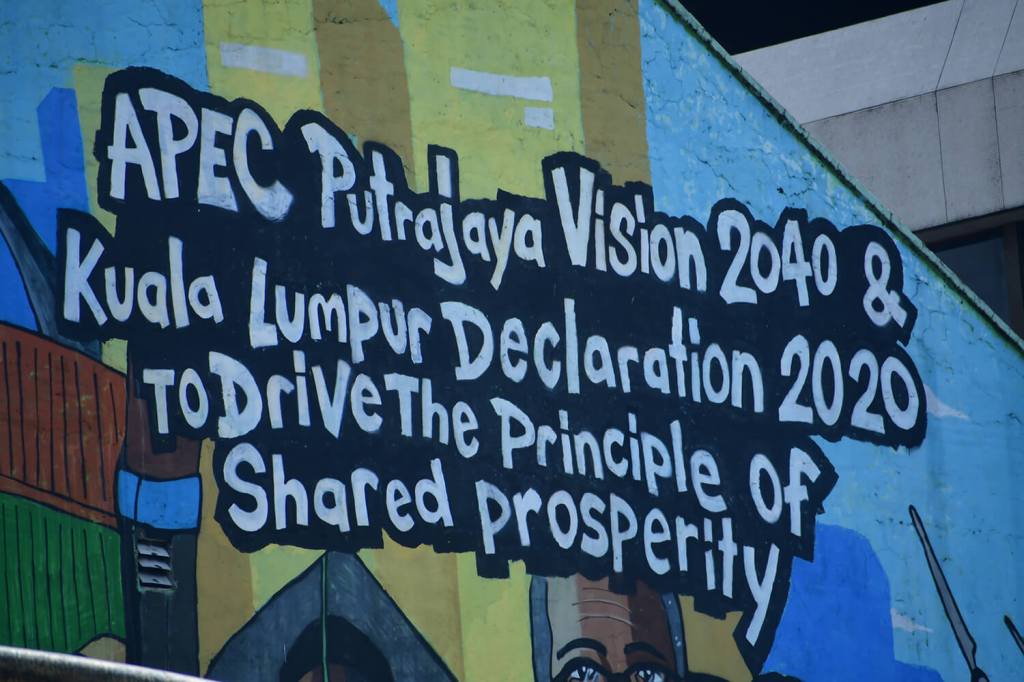 APEC Putrajaya Vision 2040 &
Kuala Lumpur Declaration 2020
To Drive The Principle of
Shared prosperity